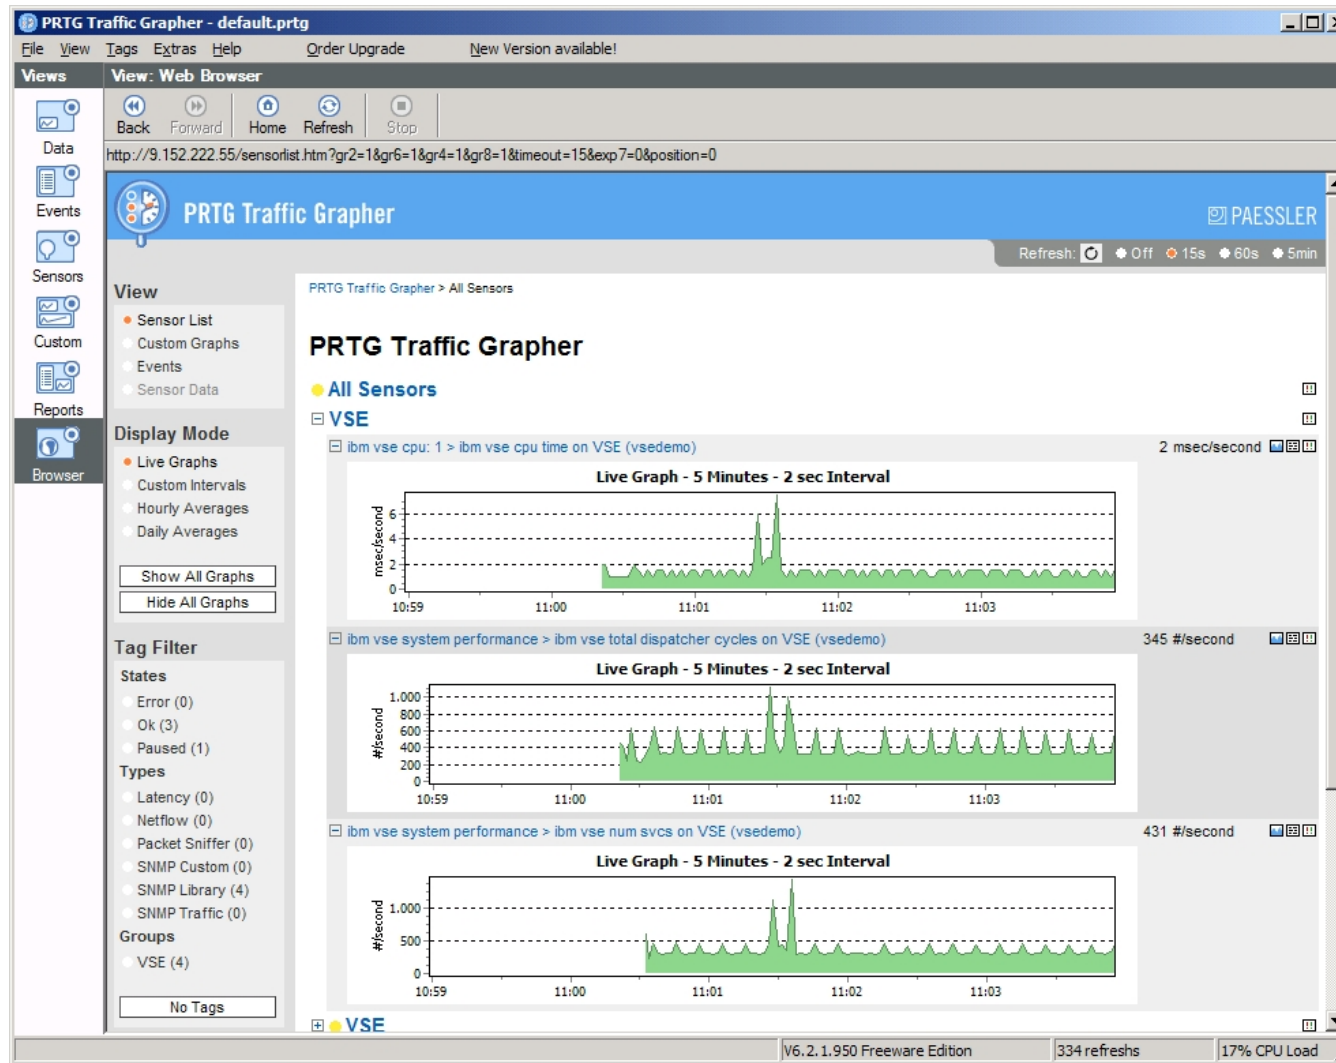 PRTG Traffic Grapher - default.prtg
File View Tags Extras Help Order Upgrade New Version available!
Views View: Web Browser
Back Forward Home Refresh Stop
http://9.152.222.55/sensorlist.htm?gr2=1&gr6=1&gr4=1&gr8=1&timeout=15&exp7=0&position=0
Data
Events
Sensors
Custom
Reports
Browser
PRTG Traffic Grapher
PAESSLER
Refresh: Off 15s 60s 5min
View
Sensor List
Custom Graphs
Events
Sensor Data
Display Mode
Live Graphs
Custom Intervals
Hourly Averages
Daily Averages
Show All Graphs
Hide All Graphs
Tag Filter
States
Error (0)
Ok (3)
Paused (1)
Types
Latency (0)
Netflow (0)
Packet Sniffer (0)
SNMP Custom (0)
SNMP Library (4)
SNMP Traffic (0)
Groups
VSE (4)
No Tags
PRTG Traffic Grapher > All Sensors
PRTG Traffic Grapher
All Sensors
VSE
ibm vse cpu: 1 > ibm vse cpu time on VSE (vsedemo) 2 msec/second
Live Graph - 5 Minutes - 2 sec Interval
msec/second
6
4
2
0
10:59 11:00 11:01 11:02 11:03
ibm vse system performance > ibm vse total dispatcher cycles on VSE (vsedemo) 345 #/second
Live Graph - 5 Minutes - 2 sec Interval
#/second
1.000
800
600
400
200
0
10:59 11:00 11:01 11:02 11:03
ibm vse system performance > ibm vse num svcs on VSE (vsedemo) 431 #/second
Live Graph - 5 Minutes - 2 sec Interval
#/second
1.000
500
0
10:59 11:00 11:01 11:02 11:03
VSE
V6.2.1.950 Freeware Edition 334 refreshs 17% CPU Load